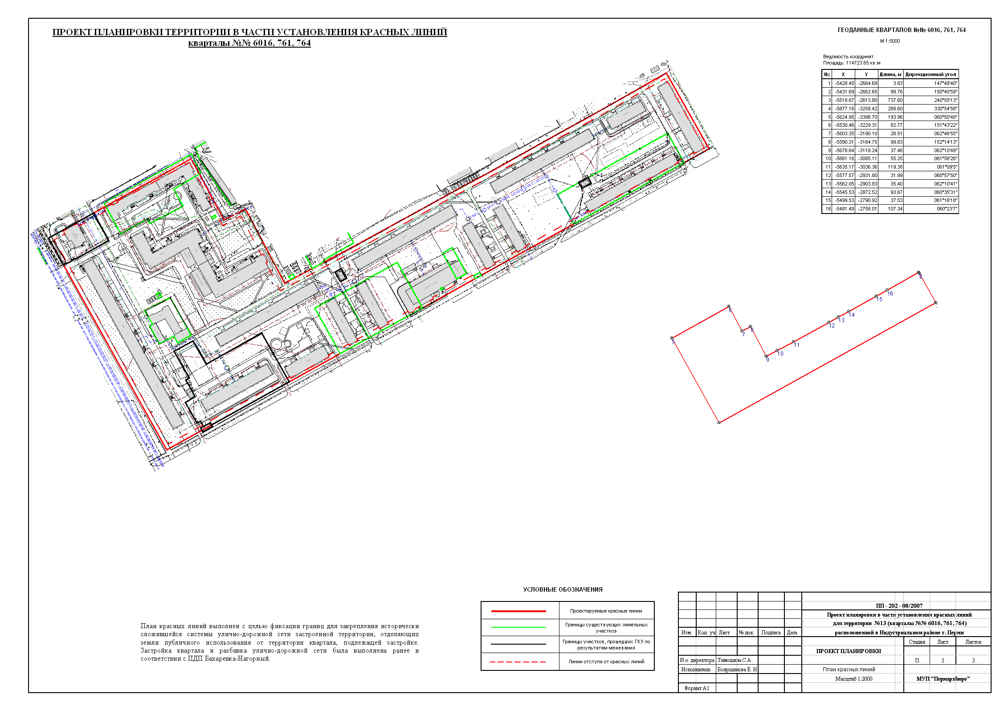 ПРОЕКТ ПЛАНИРОВКИ ТЕРРИТОРИИ В ЧАСТИ УСТАНОВЛЕНИЯ КРАСНЫХ ЛИНИЙ
кварталы №№ 6016, 761, 764
ГЕОДАННЫЕ КВАРТАЛОВ №№ 6016, 761, 764
М 1:5000
Ведомость координат
Площадь: 114723.65 кв.м
№ X Y Длина, м Дирекционный угол
1 -5428.45 -2664.69 3.83 147°48'40"
2 -5431.69 -2662.65 99.76 150°40'59"
3 -5518.67 -2613.80 737.60 240°55'13"
4 -5877.16 -3258.42 288.60 330°54'58"
5 -5624.95 -3398.70 193.96 060°50'48"
6 -5530.46 -3229.31 82.77 151°43'22"
7 -5603.35 -3190.10 28.51 062°46'55"
8 -5590.31 -3164.75 99.83 152°14'13"
9 -5678.64 -3118.24 37.46 062°10'49"
10 -5661.16 -3085.11 55.25 061°56'26"
11 -5635.17 -3036.36 119.38 061°09'5"
12 -5577.57 -2931.80 31.99 060°57'50"
13 -5562.05 -2903.83 35.40 062°10'41"
14 -5545.53 -2872.52 93.67 060°35'31"
15 -5499.53 -2790.92 37.53 061°16'18"
16 -5481.49 -2758.01 107.34 060°23'7"
2
16
15
14
13
12
11
10
9
8
7
6
5
УСЛОВНЫЕ ОБОЗНАЧЕНИЯ
Проектируемые красные линии
Границы существующих земельных
участков
Границы участков, прошедших ГКУ по
результатам межевания
Линии отступа от красных линий
План красных линий выполнен с целью фиксации границ для закрепления исторически
сложившейся системы улично-дорожной сети застроенной территории, отделяющих
земли публичного использования от территории квартала, подлежащей застройке.
Застройка квартала и разбивка улично-дорожной сети была выполнена ранее в
соответствии с ПДП Бахаревка-Нагорный.
ПП - 202 - 08/2007
Проект планировки в части установления красных линий
для территории №13 (кварталы №№ 6016, 761, 764)
расположенной в Индустриальном районе г. Перми
Изм. Кол. уч Лист № док. Подпись Дата
ПРОЕКТ ПЛАНИРОВКИ
Стадия Лист Листов
П 3 3
И.о. директора Тимошина С.А.
Исполнитель Бояршинова Е. Н
План красных линий
Масштаб 1:2000
МУП "Пермархбюро"
Формат А1